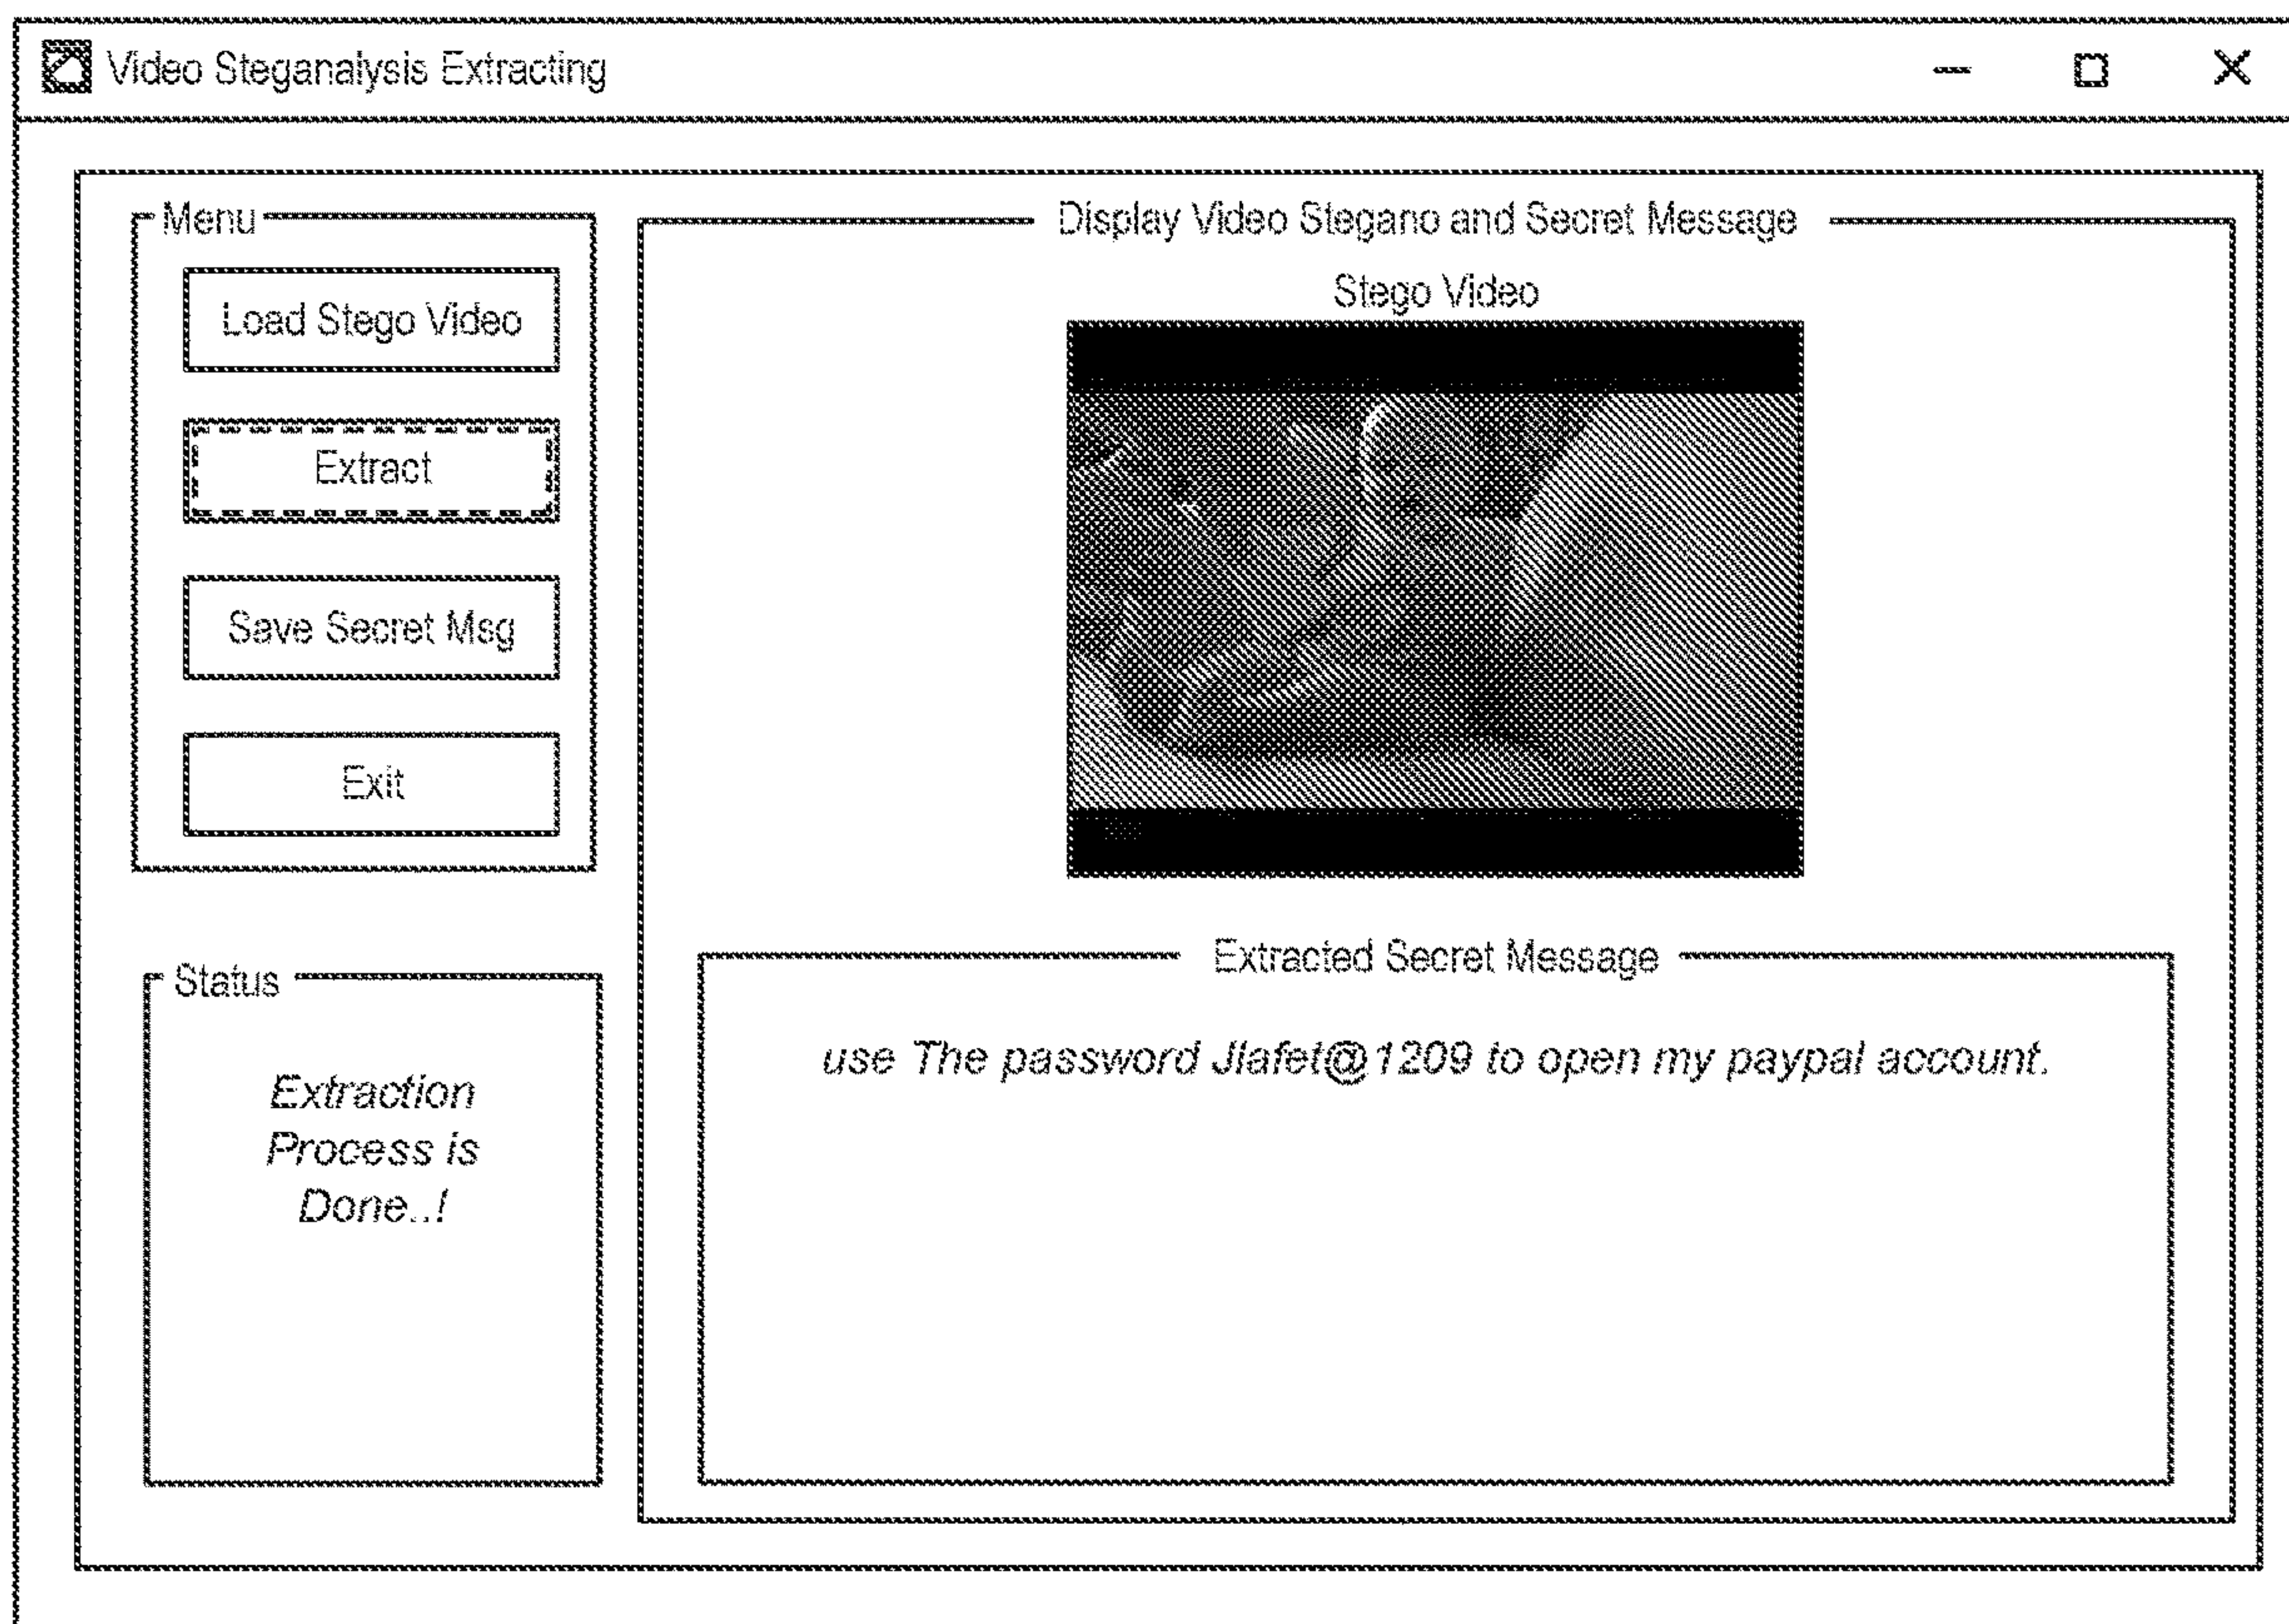 Video Steganalysis Extracting
Menu
Load Stego Video
Extract
Save Secret Msg
Exit
Status
Extraction
Process is
Done..!
Display Video Stegano and Secret Message
Stego Video
Extracted Secret Message
use The password Jlafet@1209 to open my paypal account.